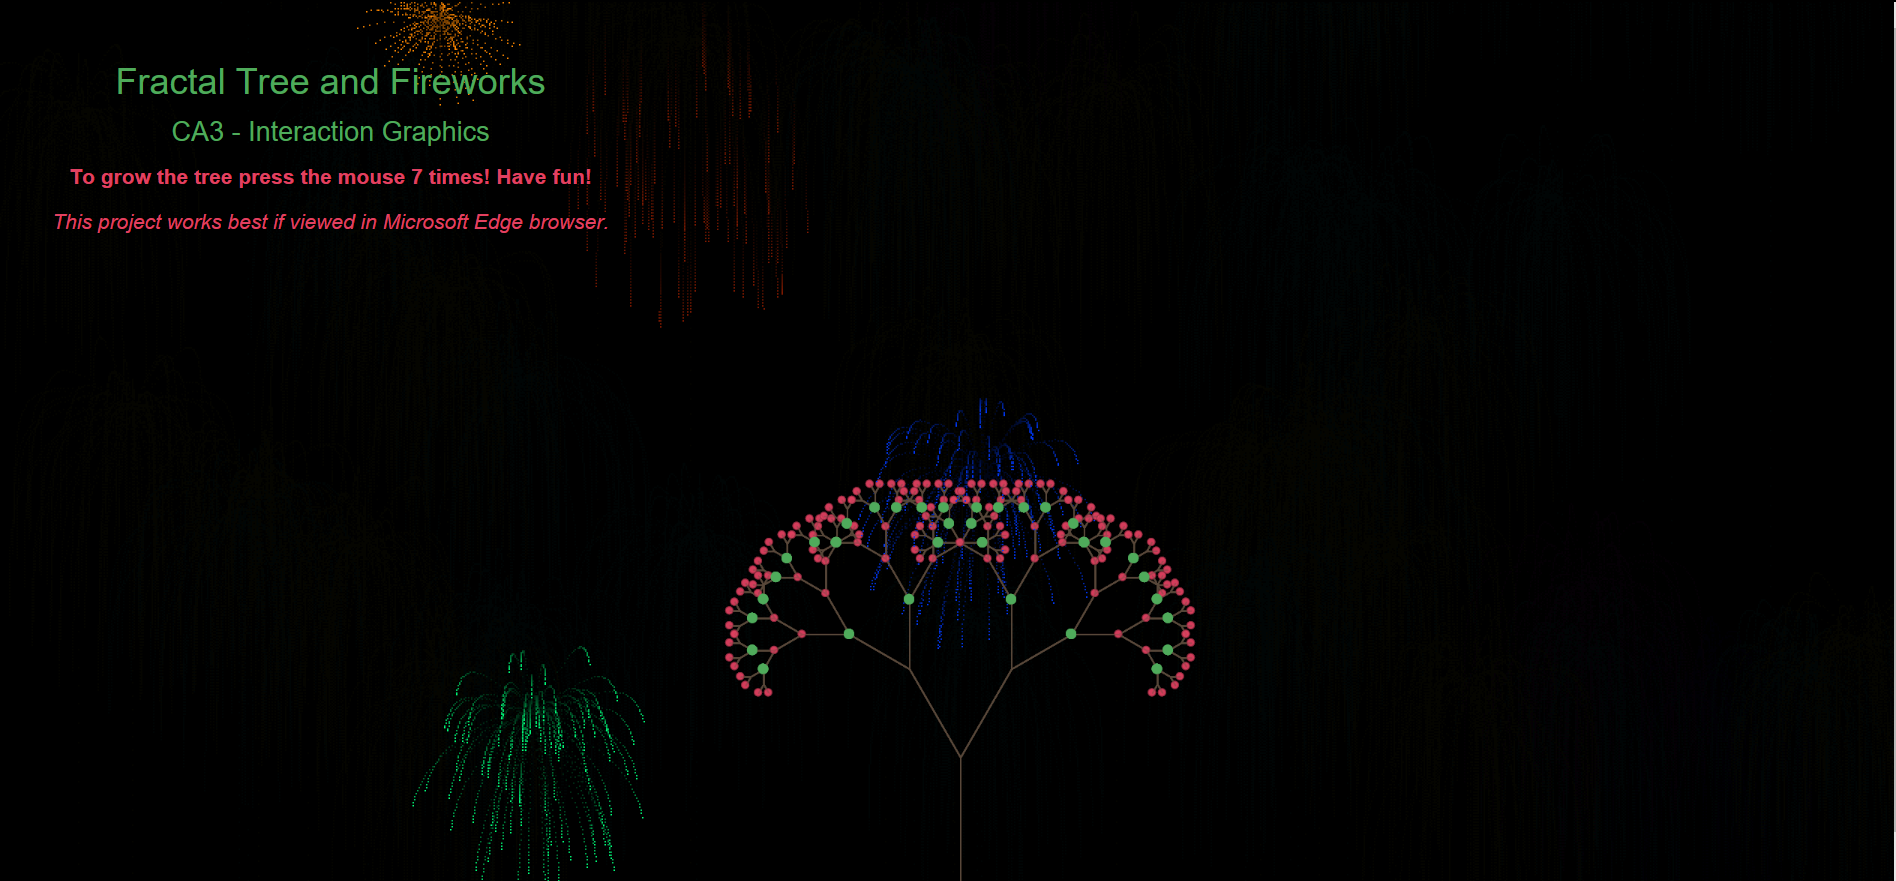 Fractal Tree and Fireworks
CA3 - Interaction Graphics
To grow the tree press the mouse 7 times! Have fun!
This project works best if viewed in Microsoft Edge browser.